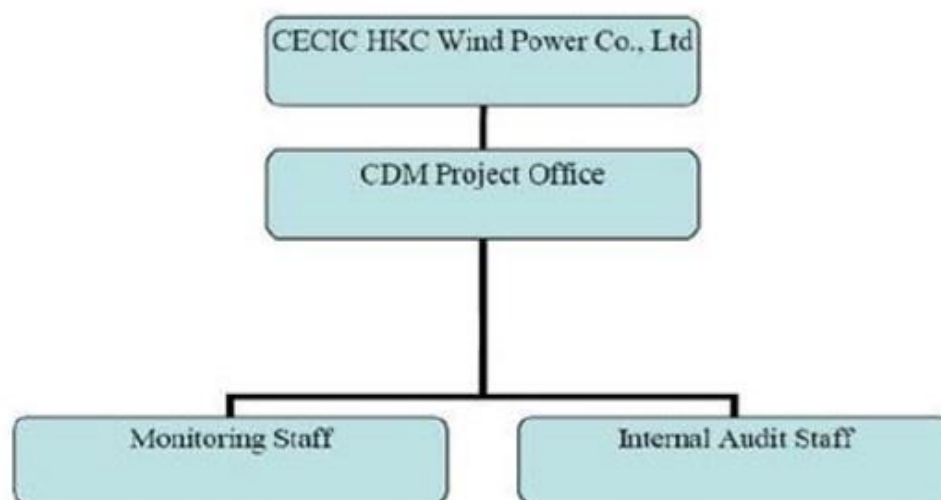 CECIC HKC Wind Power Co., Ltd
CDM Project Office
Monitoring Staff
Internal Audit Staff